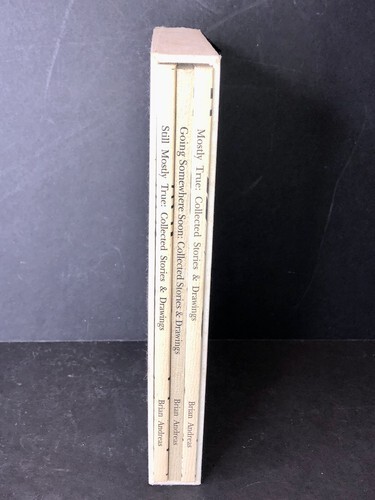 Still Mostly True: Collected Stories & Drawings
Brian Andreas
Going Somewhere Soon: Collected Stories & Drawings
Brian Andreas
Mostly True: Collected Stories & Drawings
Brian Andreas